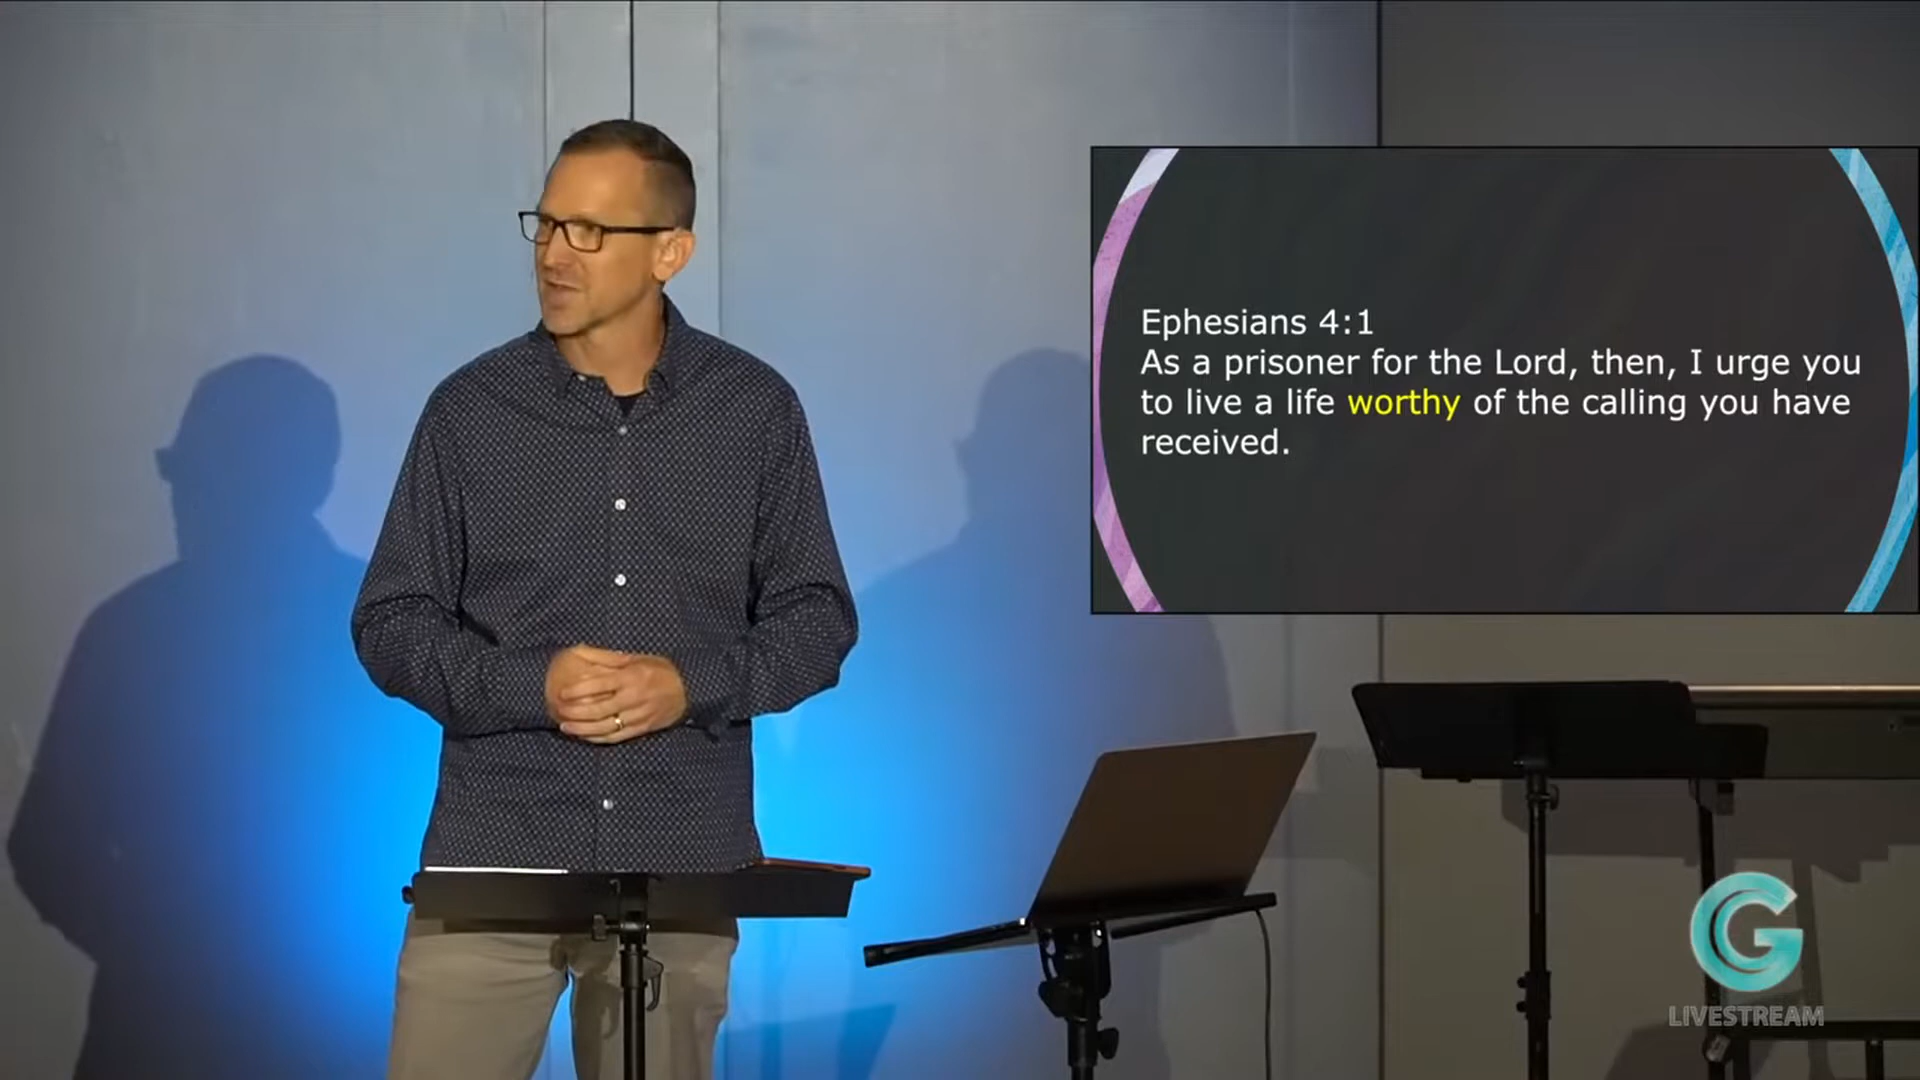 Ephesians 4:1
As a prisoner for the Lord, then, I urge you
to live a life worthy of the calling you have
received.
G
LIVESTREAM